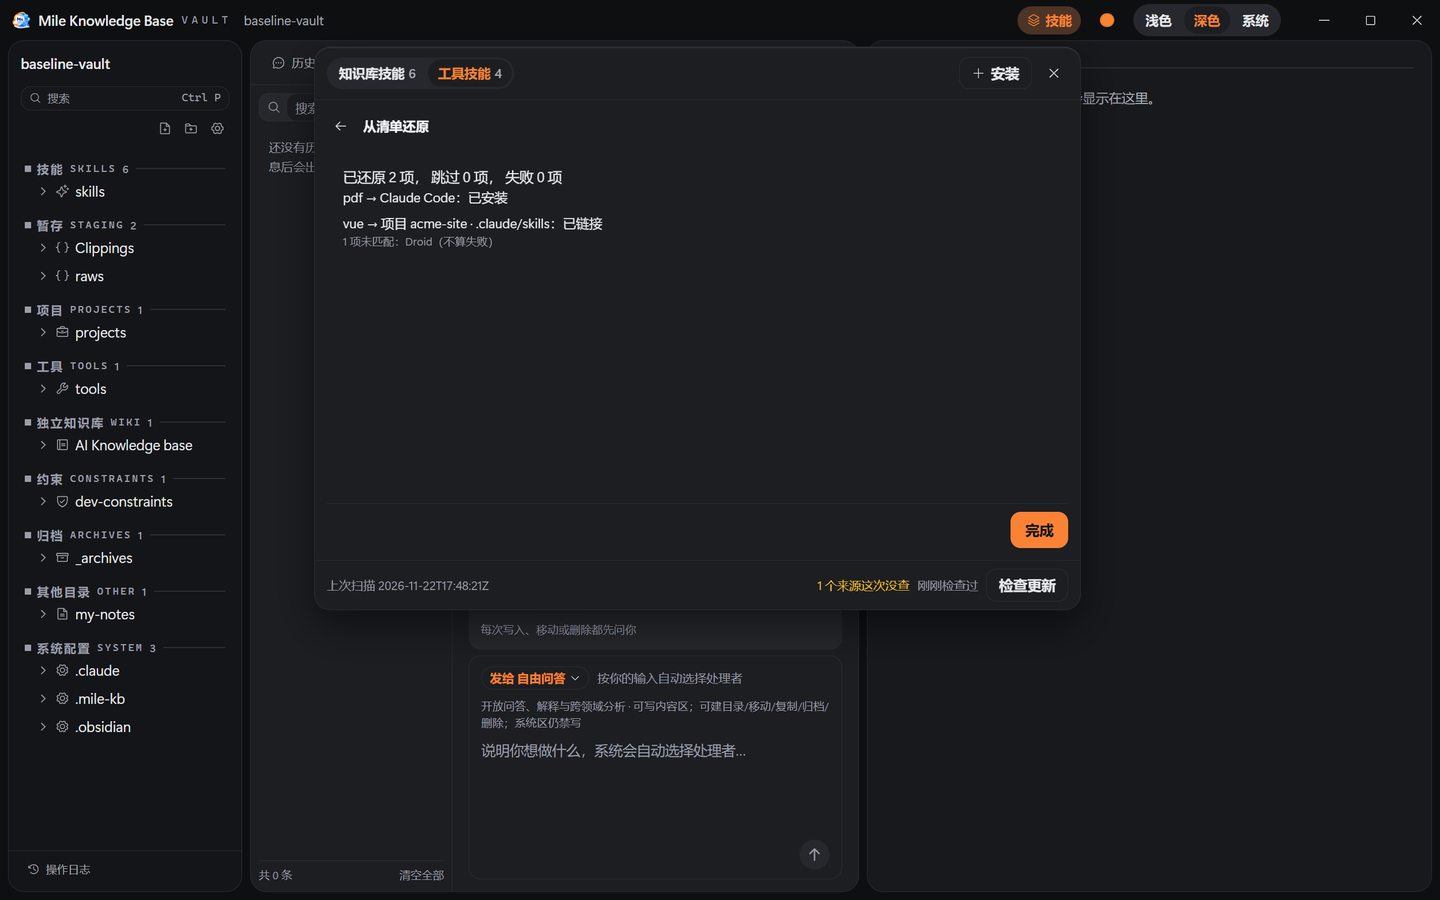 Mile Knowledge Base VAULT baseline-vault
技能
浅色 深色 系统
baseline-vault
搜索 Ctrl P
技能 SKILLS 6
skills
暂存 STAGING 2
Clippings
raws
项目 PROJECTS 1
projects
工具 TOOLS 1
tools
独立知识库 WIKI 1
AI Knowledge base
约束 CONSTRAINTS 1
dev-constraints
归档 ARCHIVES 1
_archives
其他目录 OTHER 1
my-notes
系统配置 SYSTEM 3
.claude
.mile-kb
.obsidian
操作日志
历史
搜索
还没有历
息后会出
共 0 条 清空全部
知识库技能 6 工具技能 4
安装
从清单还原
已还原 2 项， 跳过 0 项， 失败 0 项
pdf → Claude Code：已安装
vue → 项目 acme-site · .claude/skills：已链接
1 项未匹配：Droid（不算失败）
完成
上次扫描 2026-11-22T17:48:21Z
1 个来源这次没查 刚刚检查过 检查更新
每次写入、移动或删除都先问你
发给 自由问答 按你的输入自动选择处理者
开放问答、解释与跨领域分析 · 可写内容区；可建目录/移动/复制/归档/
删除；系统区仍禁写
说明你想做什么，系统会自动选择处理者...
显示在这里。